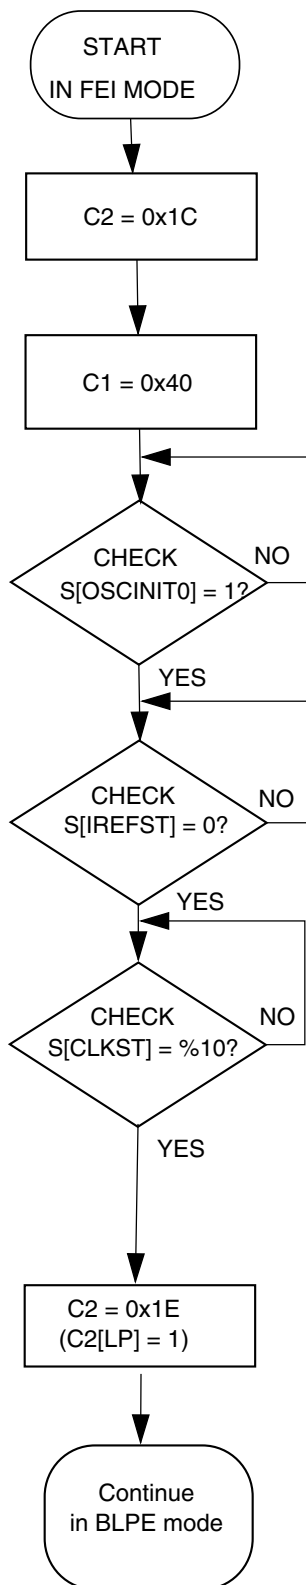 START
IN FEI MODE
C2 = 0x1C
C1 = 0x40
CHECK
S[OSCINIT0] = 1?
NO
YES
CHECK
S[IREFST] = 0?
NO
YES
CHECK
S[CLKST] = %10?
NO
YES
C2 = 0x1E
(C2[LP] = 1)
Continue
in BLPE mode